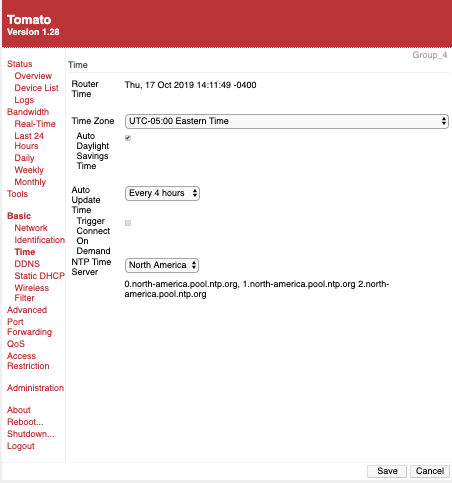 Tomato
Version 1.28
Group_4
Status
Overview
Device List
Logs
Bandwidth
Real-Time
Last 24
Hours
Daily
Weekly
Monthly
Tools
Basic
Network
Identification
Time
DDNS
Static DHCP
Wireless
Filter
Advanced
Port
Forwarding
QoS
Access
Restriction
Administration
About
Reboot...
Shutdown...
Logout
Time
Router
Time
Thu, 17 Oct 2019 14:11:49 -0400
Time Zone
UTC-05:00 Eastern Time
Auto
Daylight
Savings
Time
Auto
Update
Time
Every 4 hours
Trigger
Connect
On
Demand
NTP Time
Server
North America
0.north-america.pool.ntp.org, 1.north-america.pool.ntp.org 2.north-
america.pool.ntp.org
Save
Cancel